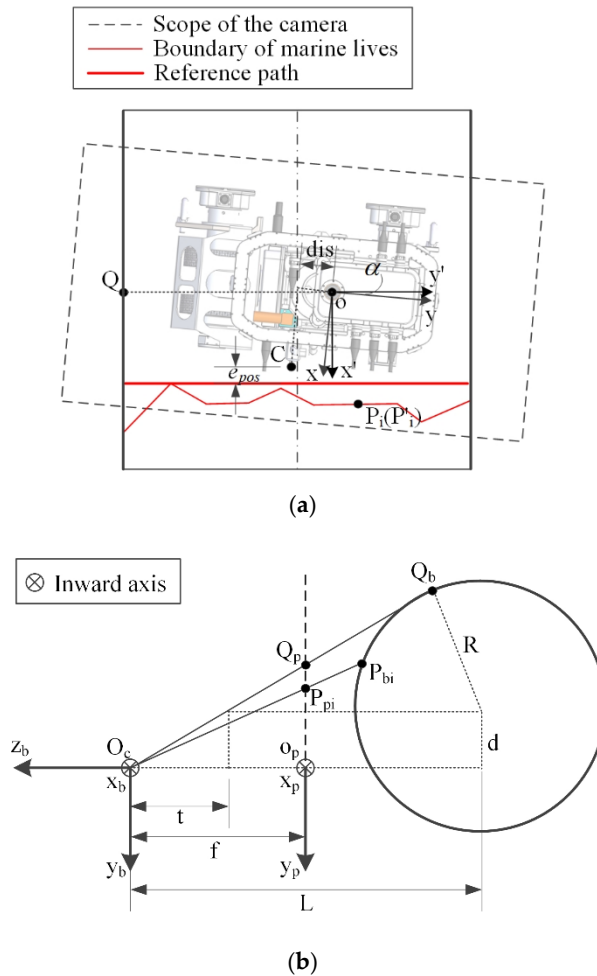 Scope of the camera
Boundary of marine lives
Reference path
dis
α
y'
Q
o
y
C
x
x'
e_pos
P_i(P'_i)
(a)
⊗ Inward axis
Q_b
Q_p
R
P_bi
P_pi
z_b
O_c
o_p
d
x_b
x_p
t
f
y_b
y_p
L
(b)